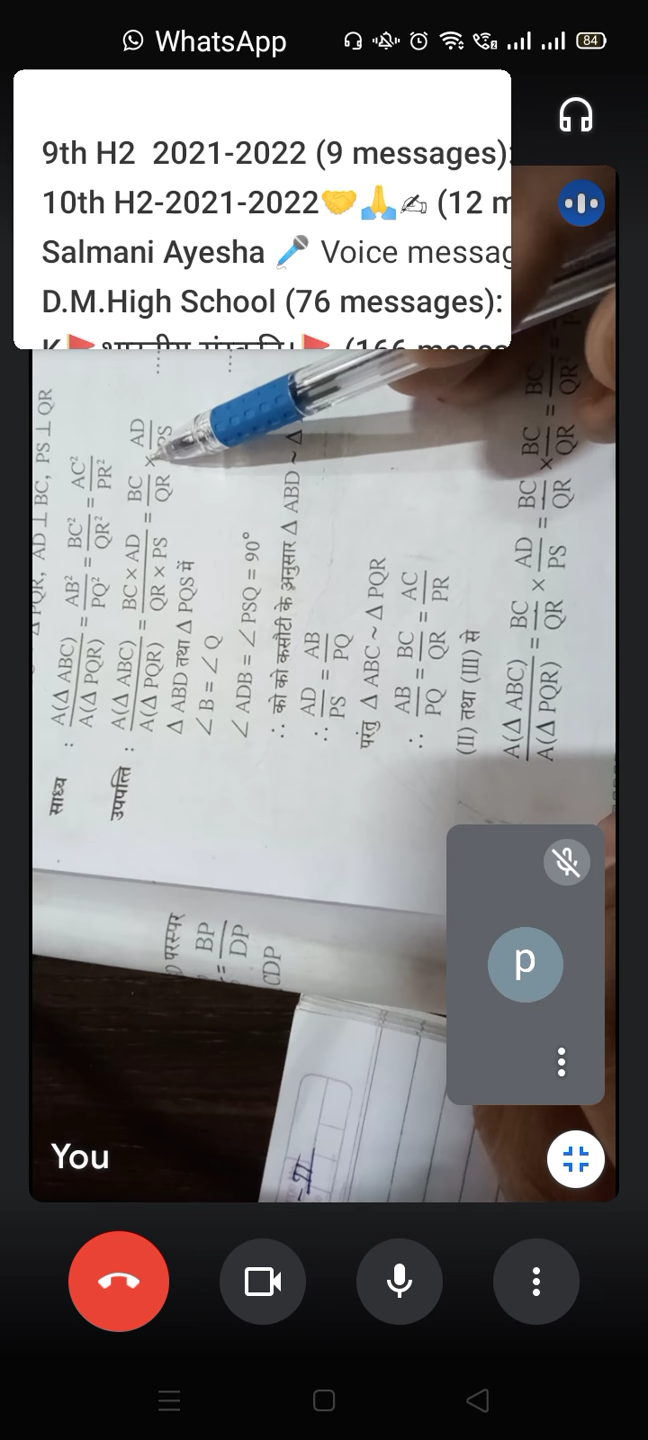 WhatsApp
84
9th H2 2021-2022 (9 messages):
10th H2-2021-2022🤝🙏✍ (12 m
Salmani Ayesha 🎤 Voice messag
D.M.High School (76 messages):
K🚩भारतीय संस्कृति।🚩 (166 messa
Δ PQR, AD ⊥ BC, PS ⊥ QR
साध्य : A(Δ ABC)/A(Δ PQR) = AB²/PQ² = BC²/QR² = AC²/PR²
उपपत्ति : A(Δ ABC)/A(Δ PQR) = BC × AD/QR × PS = BC/QR × AD/PS
Δ ABD तथा Δ PQS में
∠ B = ∠ Q
∠ ADB = ∠ PSQ = 90°
∴ को को कसौटी के अनुसार Δ ABD ~ Δ
∴ AD/PS = AB/PQ
परंतु Δ ABC ~ Δ PQR
∴ AB/PQ = BC/QR = AC/PR
(II) तथा (III) से
A(Δ ABC)/A(Δ PQR) = BC/QR × AD/PS = BC/QR × BC/QR = BC²/QR² =
परस्पर
= BP/DP
CDP
p
You